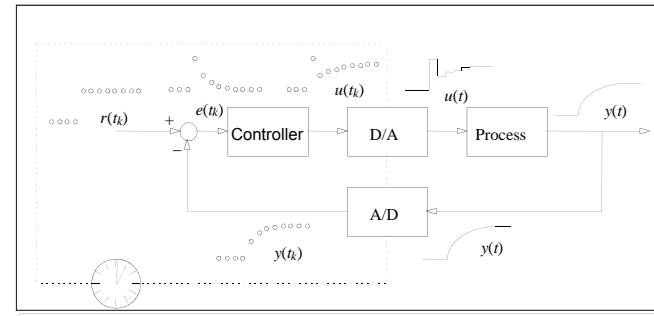 r(tₖ)
+
−
e(tₖ)
Controller
u(tₖ)
D/A
u(t)
Process
y(t)
A/D
y(tₖ)
y(t)